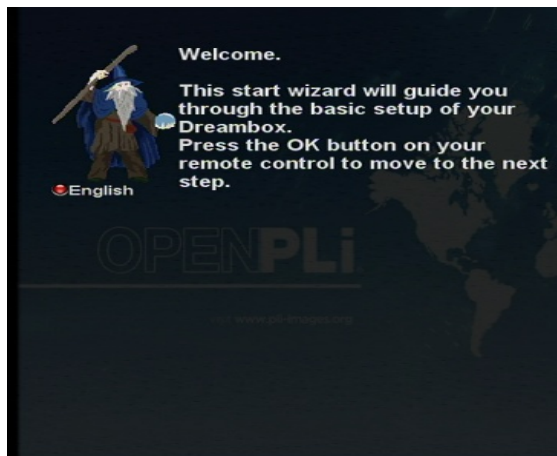 Welcome.
This start wizard will guide you
through the basic setup of your
Dreambox.
Press the OK button on your
remote control to move to the next
step.
English
OPENPLi
visit www.pli-images.org